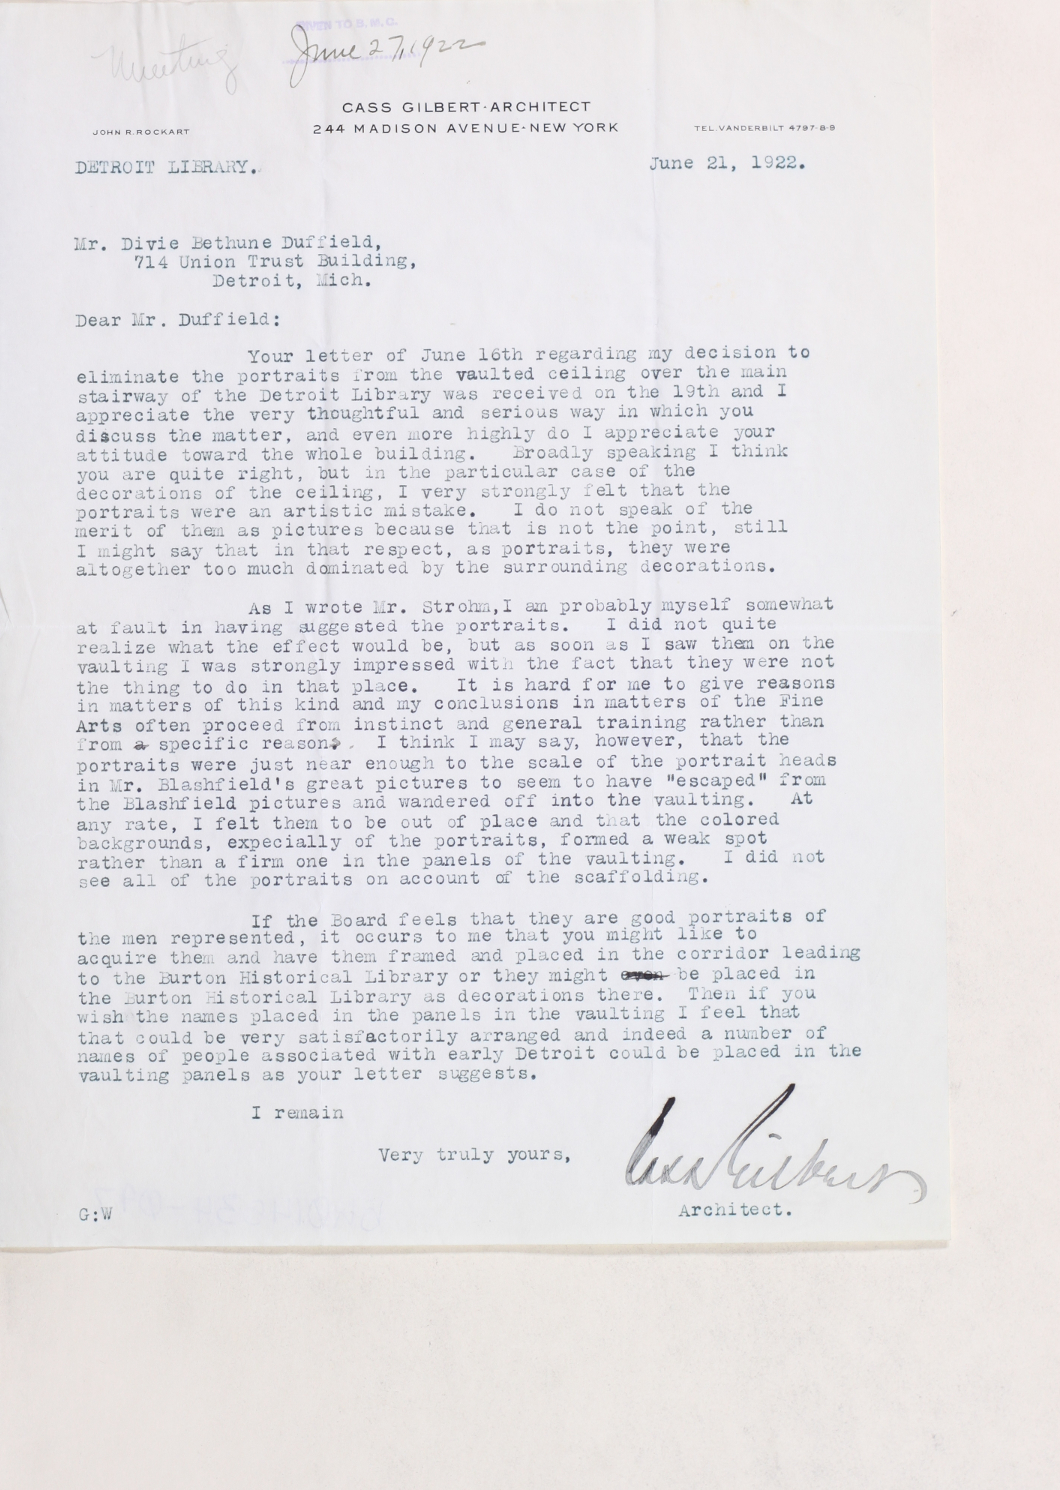 GIVEN TO S. M. C.
Meeting June 27, 1922
CASS GILBERT-ARCHITECT
JOHN R. ROCKART 244 MADISON AVENUE-NEW YORK TEL. VANDERBILT 4797-8-9
DETROIT LIBRARY. June 21, 1922.
Mr. Divie Bethune Duffield,
714 Union Trust Building,
Detroit, Mich.
Dear Mr. Duffield:
Your letter of June 16th regarding my decision to
eliminate the portraits from the vaulted ceiling over the main
stairway of the Detroit Library was received on the 19th and I
appreciate the very thoughtful and serious way in which you
discuss the matter, and even more highly do I appreciate your
attitude toward the whole building. Broadly speaking I think
you are quite right, but in the particular case of the
decorations of the ceiling, I very strongly felt that the
portraits were an artistic mistake. I do not speak of the
merit of them as pictures because that is not the point, still
I might say that in that respect, as portraits, they were
altogether too much dominated by the surrounding decorations.
As I wrote Mr. Strohm, I am probably myself somewhat
at fault in having suggested the portraits. I did not quite
realize what the effect would be, but as soon as I saw them on the
vaulting I was strongly impressed with the fact that they were not
the thing to do in that place. It is hard for me to give reasons
in matters of this kind and my conclusions in matters of the Fine
Arts often proceed from instinct and general training rather than
from a specific reason. I think I may say, however, that the
portraits were just near enough to the scale of the portrait heads
in Mr. Blashfield's great pictures to seem to have "escaped" from
the Blashfield pictures and wandered off into the vaulting. At
any rate, I felt them to be out of place and that the colored
backgrounds, expecially of the portraits, formed a weak spot
rather than a firm one in the panels of the vaulting. I did not
see all of the portraits on account of the scaffolding.
If the Board feels that they are good portraits of
the men represented, it occurs to me that you might like to
acquire them and have them framed and placed in the corridor leading
to the Burton Historical Library or they might even be placed in
the Burton Historical Library as decorations there. Then if you
wish the names placed in the panels in the vaulting I feel that
that could be very satisfactorily arranged and indeed a number of
names of people associated with early Detroit could be placed in the
vaulting panels as your letter suggests.
I remain
Very truly yours,
Cass Gilbert
G:W Architect.